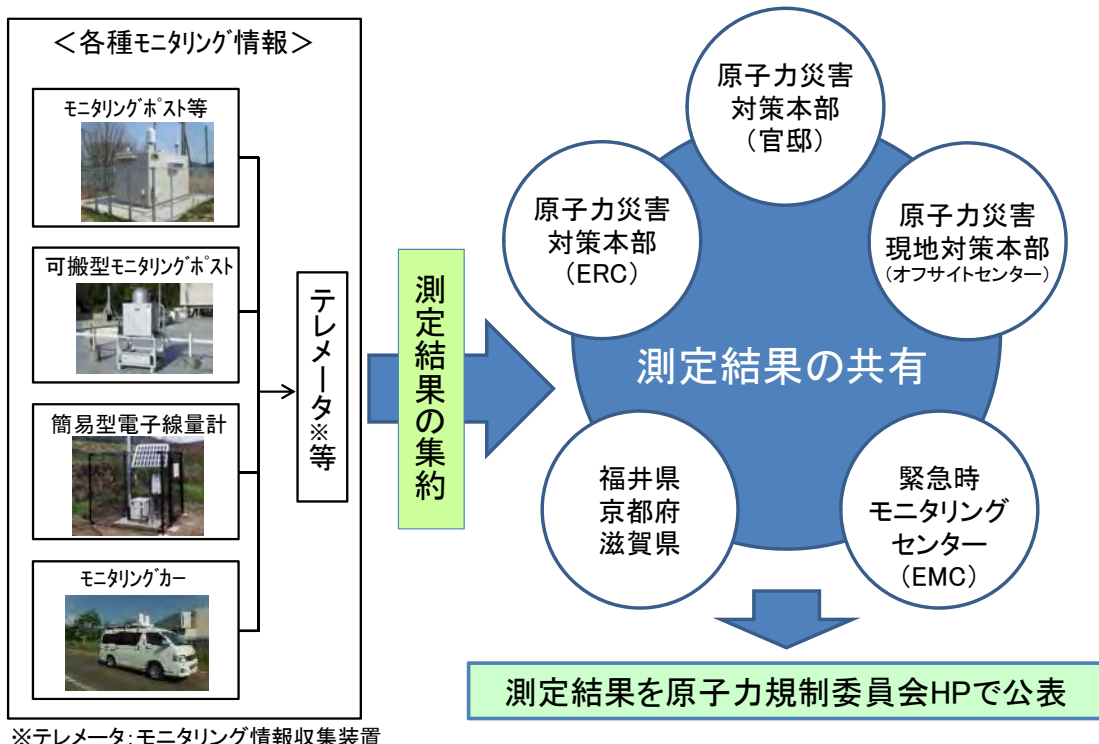 ＜各種ﾓﾆﾀﾘﾝｸﾞ情報＞
ﾓﾆﾀﾘﾝｸﾞﾎﾟｽﾄ等
可搬型ﾓﾆﾀﾘﾝｸﾞﾎﾟｽﾄ
簡易型電子線量計
ﾓﾆﾀﾘﾝｸﾞｶｰ
テレメータ※等
※テレメータ：モニタリング情報収集装置
測定結果の集約
原子力災害
対策本部
（官邸）
原子力災害
対策本部
（ERC）
原子力災害
現地対策本部
（オフサイトセンター）
測定結果の共有
福井県
京都府
滋賀県
緊急時
モニタリング
センター
（EMC）
測定結果を原子力規制委員会HPで公表